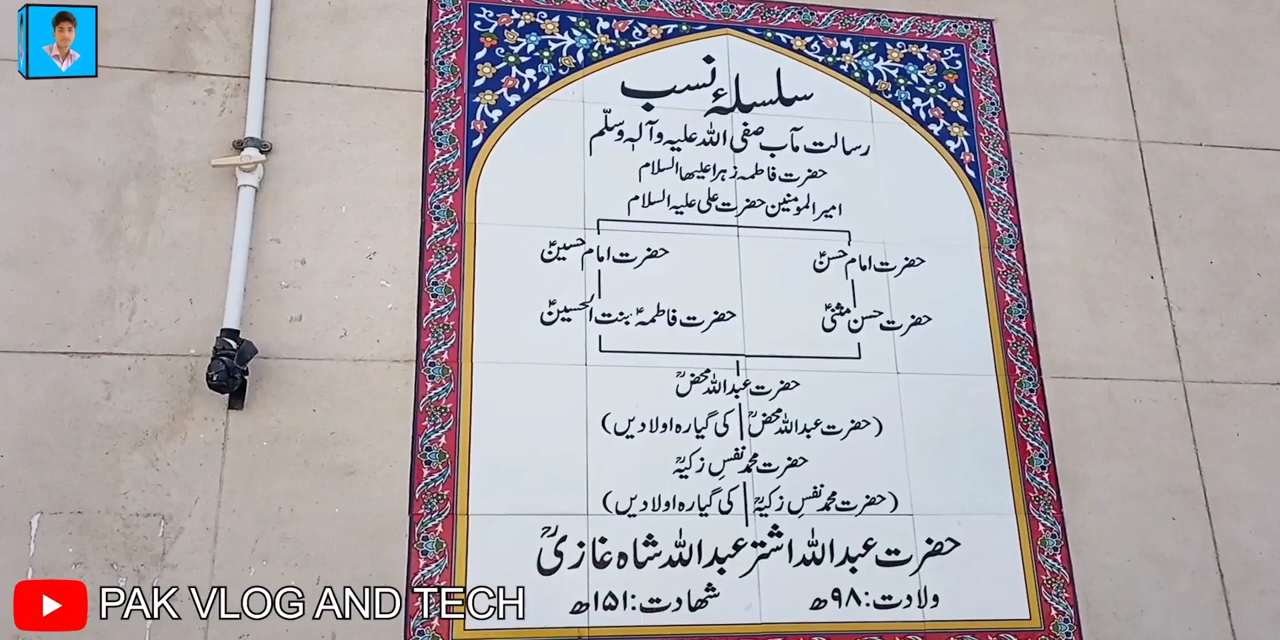 سلسلۂ نسب
رسالت مآب صفی اللہ علیہ وآلہٖ وسلّم
حضرت فاطمہ زہرا علیہا السلام
امیر المومنین حضرت علی علیہ السلام
حضرت امام حسنؑ
حضرت امام حسینؑ
حضرت حسن مثنیٰؑ
حضرت فاطمہؑ بنت الحسینؑ
حضرت عبداللہ محضؒ
(حضرت عبداللہ محضؒ کی گیارہ اولادیں)
حضرت محمد نفسِ زکیہؒ
(حضرت محمد نفسِ زکیہؒ کی گیارہ اولادیں)
حضرت عبداللہ اشتر عبداللہ شاہ غازیؒ
ولادت: ۹۸ھ شھادت: ۱۵۱ھ
PAK VLOG AND TECH